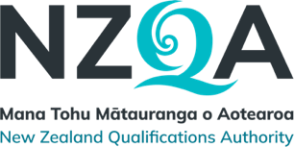 NZQA
Mana Tohu Mātauranga o Aotearoa
New Zealand Qualifications Authority